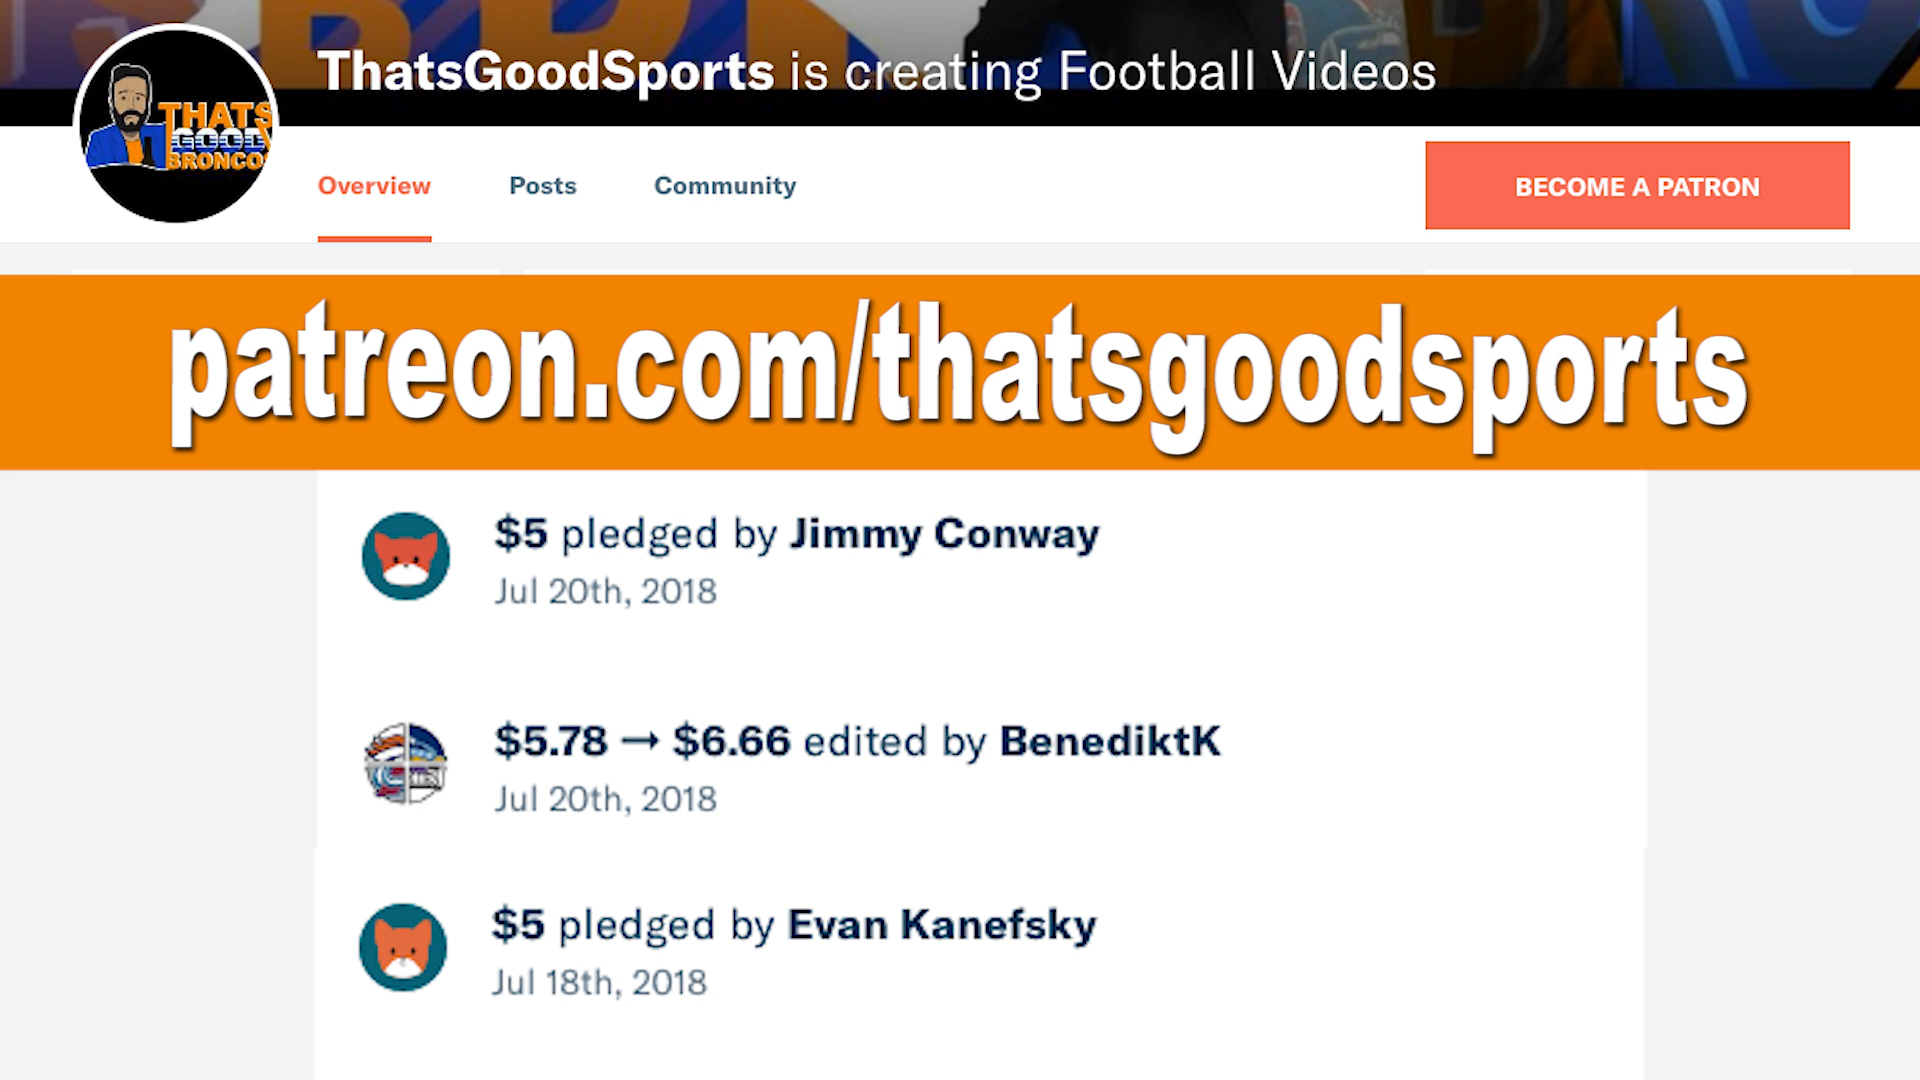 ThatsGoodSports is creating Football Videos
THATS
GOOD
BRONCO
Overview Posts Community BECOME A PATRON
patreon.com/thatsgoodsports
$5 pledged by Jimmy Conway
Jul 20th, 2018
$5.78 → $6.66 edited by BenediktK
Jul 20th, 2018
$5 pledged by Evan Kanefsky
Jul 18th, 2018